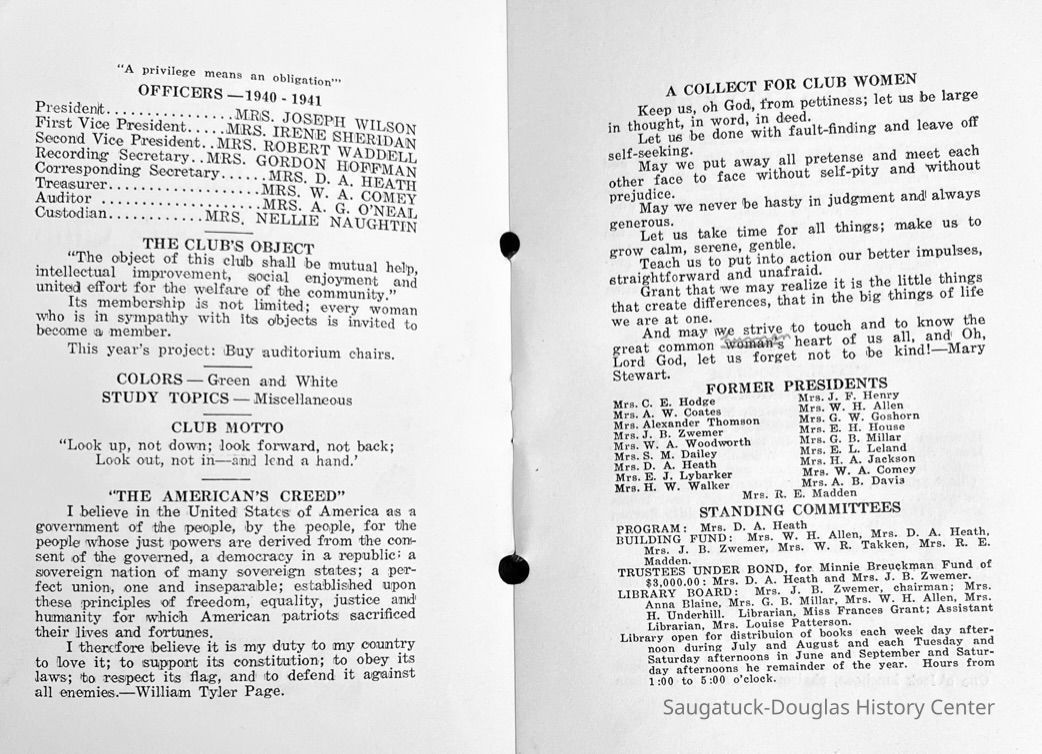 "A privilege means an obligation"'
OFFICERS — 1940 - 1941
President...............MRS. JOSEPH WILSON
First Vice President.....MRS. IRENE SHERIDAN
Second Vice President..MRS. ROBERT WADDELL
Recording Secretary..MRS. GORDON HOFFMAN
Corresponding Secretary......MRS. D. A. HEATH
Treasurer..................MRS. W. A. COMEY
Auditor ...................MRS. A. G. O'NEAL
Custodian............MRS. NELLIE NAUGHTIN
THE CLUB'S OBJECT
"The object of this club shall be mutual help,
intellectual improvement, social enjoyment and
united effort for the welfare of the community."
Its membership is not limited; every woman
who is in sympathy with its objects is invited to
become a member.
This year's project: Buy auditorium chairs.
COLORS — Green and White
STUDY TOPICS — Miscellaneous
CLUB MOTTO
"Look up, not down; look forward, not back;
Look out, not in—and lend a hand.'
"THE AMERICAN'S CREED"
I believe in the United States of America as a
government of the people, by the people, for the
people whose just powers are derived from the con-
sent of the governed, a democracy in a republic; a
sovereign nation of many sovereign states; a per-
fect union, one and inseparable; established upon
these principles of freedom, equality, justice and
humanity for which American patriots sacrificed
their lives and fortunes.
I therefore believe it is my duty to my country
to love it; to support its constitution; to obey its
laws; to respect its flag, and to defend it against
all enemies.—William Tyler Page.
A COLLECT FOR CLUB WOMEN
Keep us, oh God, from pettiness; let us be large
in thought, in word, in deed.
Let us be done with fault-finding and leave off
self-seeking.
May we put away all pretense and meet each
other face to face without self-pity and without
prejudice.
May we never be hasty in judgment and always
generous.
Let us take time for all things; make us to
grow calm, serene, gentle.
Teach us to put into action our better impulses,
straightforward and unafraid.
Grant that we may realize it is the little things
that create differences, that in the big things of life
we are at one.
And may we strive to touch and to know the
great common woman's heart of us all, and Oh,
Lord God, let us forget not to be kind!—Mary
Stewart.
FORMER PRESIDENTS
Mrs. C. E. Hodge
Mrs. A. W. Coates
Mrs. Alexander Thomson
Mrs. J. B. Zwemer
Mrs. W. A. Woodworth
Mrs. S. M. Dailey
Mrs. D. A. Heath
Mrs. E. J. Lybarker
Mrs. H. W. Walker
Mrs. J. F. Henry
Mrs. W. H. Allen
Mrs. G. W. Goshorn
Mrs. E. H. House
Mrs. G. B. Millar
Mrs. E. L. Leland
Mrs. H. A. Jackson
Mrs. W. A. Comey
Mrs. A. B. Davis
Mrs. R. E. Madden
STANDING COMMITTEES
PROGRAM: Mrs. D. A. Heath
BUILDING FUND: Mrs. W. H. Allen, Mrs. D. A. Heath,
Mrs. J. B. Zwemer, Mrs. W. R. Takken, Mrs. R. E.
Madden.
TRUSTEES UNDER BOND, for Minnie Breuckman Fund of
$3,000.00: Mrs. D. A. Heath and Mrs. J. B. Zwemer.
LIBRARY BOARD: Mrs. J. B. Zwemer, chairman; Mrs.
Anna Blaine, Mrs. G. B. Millar, Mrs. W. H. Allen, Mrs.
H. Underhill. Librarian, Miss Frances Grant; Assistant
Librarian, Mrs. Louise Patterson.
Library open for distribuion of books each week day after-
noon during July and August and each Tuesday and
Saturday afternoons in June and September and Satur-
day afternoons he remainder of the year. Hours from
1:00 to 5:00 o'clock.
Saugatuck-Douglas History Center